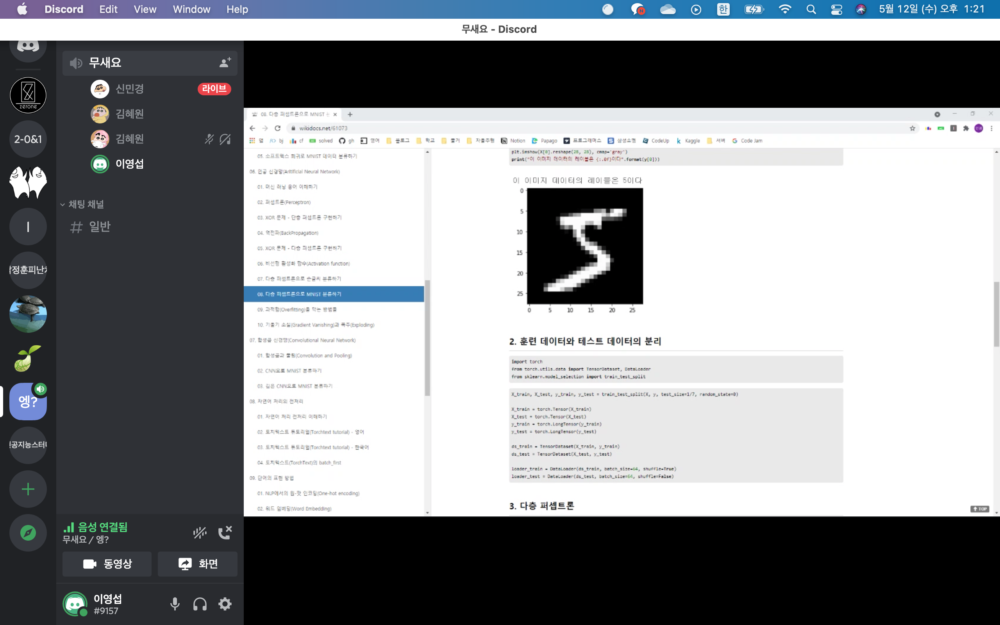 Discord Edit View Window Help
한
5월 12일 (수) 오후 1:21
무새요 - Discord
zerone
2-0&1
I
정훈피난
엥?
공지능스터
무새요
신민경
라이브
김혜원
김혜원
이영섭
채팅 채널
# 일반
음성 연결됨
무새요 / 엥?
동영상
화면
이영섭
#9157
08. 다층 퍼셉트론으로 MNIST
wikidocs.net/61073
앱 bj cf solved gh 영어 블로그 학교 뿔거 자율주행 Notion Papago 프로그래머스 삼성소멤 CodeUp Kaggle 서버 Code Jam
05. 소프트맥스 회귀로 MNIST 데이터 분류하기
06. 인공 신경망(Aritificial Neural Network)
01. 머신 러닝 용어 이해하기
02. 퍼셉트론(Perceptron)
03. XOR 문제 - 단층 퍼셉트론 구현하기
04. 역전파(BackPropagation)
05. XOR 문제 - 다층 퍼셉트론 구현하기
06. 비선형 활성화 함수(Activation function)
07. 다층 퍼셉트론으로 손글씨 분류하기
08. 다층 퍼셉트론으로 MNIST 분류하기
09. 과적합(Overfitting)을 막는 방법들
10. 기울기 소실(Gradient Vanishing)과 폭주(Exploding)
07. 합성곱 신경망(Convolutional Neural Network)
01. 합성곱과 풀링(Convolution and Pooling)
02. CNN으로 MNIST 분류하기
03. 깊은 CNN으로 MNIST 분류하기
08. 자연어 처리의 전처리
01. 자연어 처리 전처리 이해하기
02. 토치텍스트 튜토리얼(Torchtext tutorial) - 영어
03. 토치텍스트 튜토리얼(Torchtext tutorial) - 한국어
04. 토치텍스트(TorchText)의 batch_first
09. 단어의 표현 방법
01. NLP에서의 원-핫 인코딩(One-hot encoding)
02. 워드 임베딩(Word Embedding)
plt.imshow(X[0].reshape(28, 28), cmap='gray')
print("이 이미지 데이터의 레이블은 {:.0f}이다".format(y[0]))
이 이미지 데이터의 레이블은 5이다
0
5
10
15
20
25
0 5 10 15 20 25
2. 훈련 데이터와 테스트 데이터의 분리
import torch
from torch.utils.data import TensorDataset, DataLoader
from sklearn.model_selection import train_test_split
X_train, X_test, y_train, y_test = train_test_split(X, y, test_size=1/7, random_state=0)
X_train = torch.Tensor(X_train)
X_test = torch.Tensor(X_test)
y_train = torch.LongTensor(y_train)
y_test = torch.LongTensor(y_test)
ds_train = TensorDataset(X_train, y_train)
ds_test = TensorDataset(X_test, y_test)
loader_train = DataLoader(ds_train, batch_size=64, shuffle=True)
loader_test = DataLoader(ds_test, batch_size=64, shuffle=False)
3. 다층 퍼셉트론
TOP